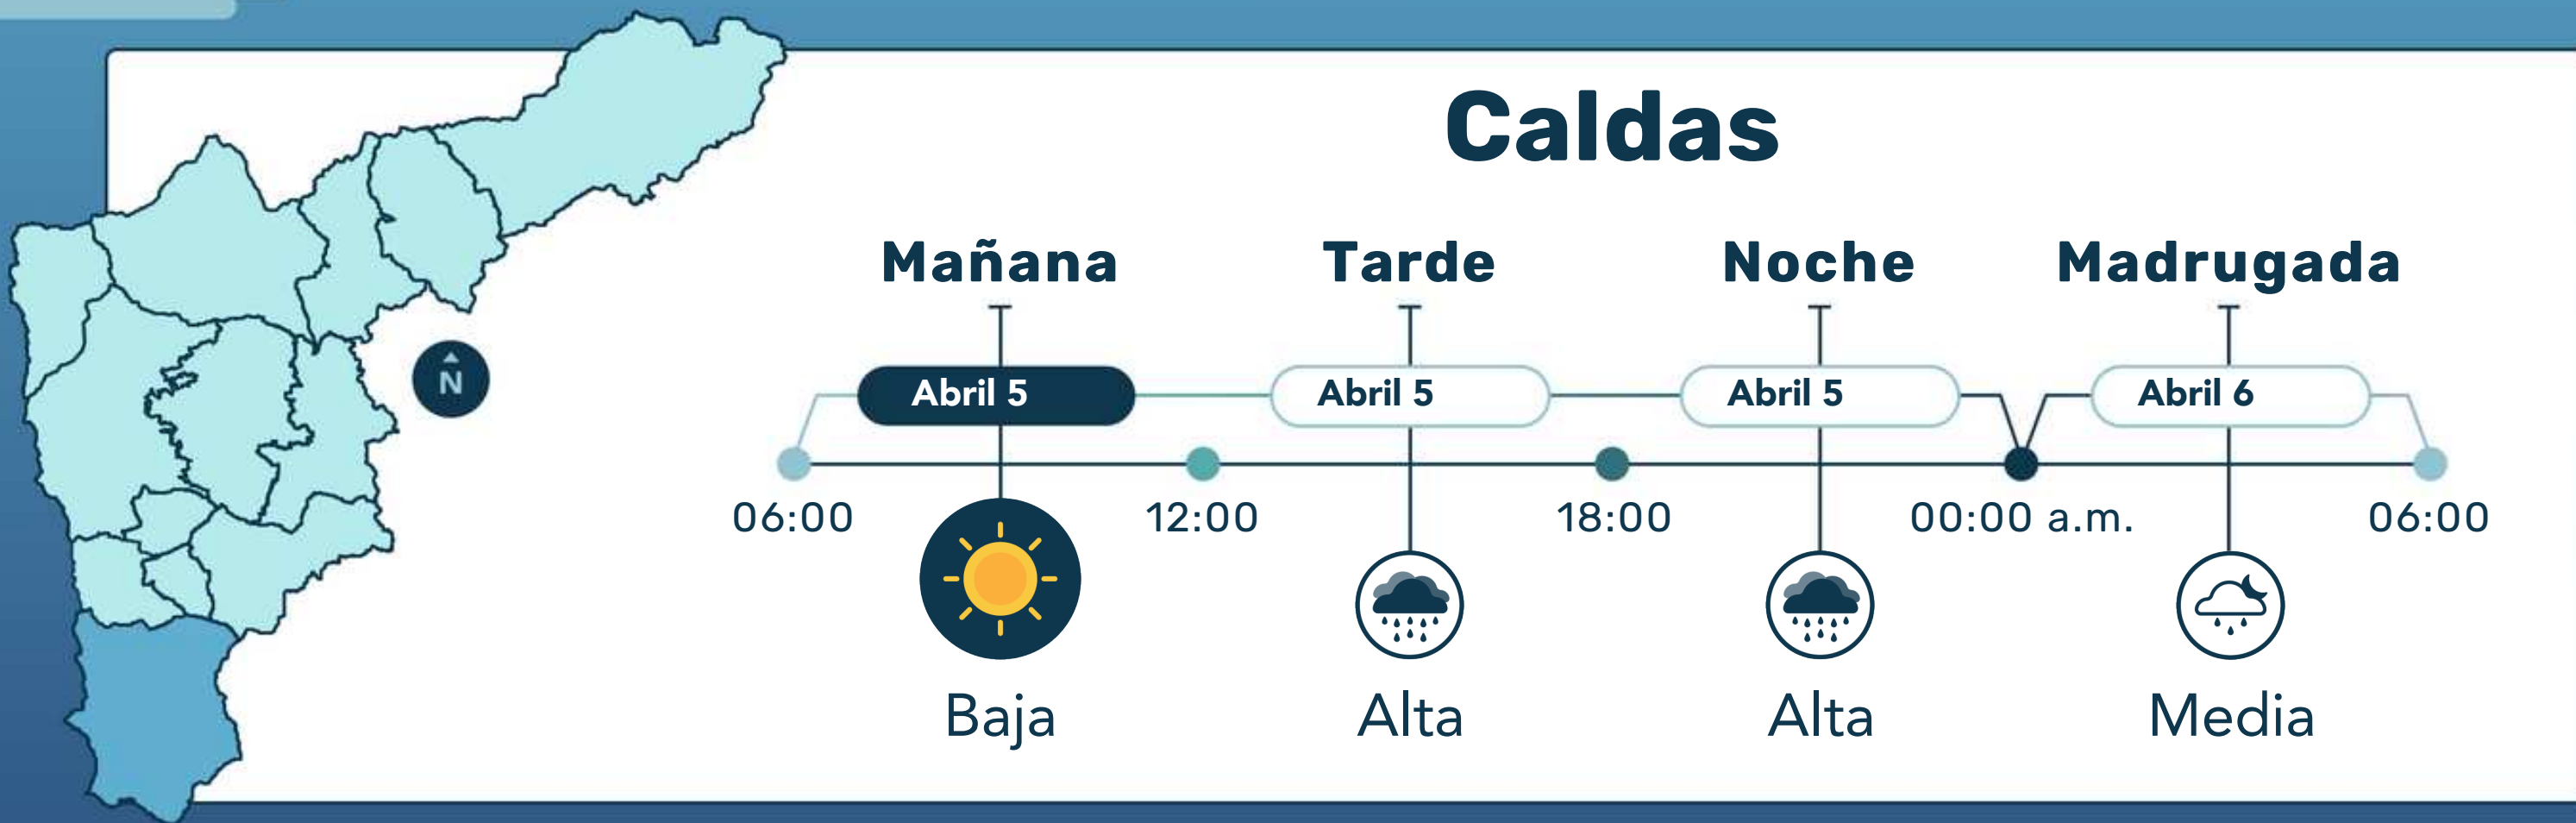 Caldas
Mañana Tarde Noche Madrugada
Abril 5 Abril 5 Abril 5 Abril 6
N
06:00 12:00 18:00 00:00 a.m. 06:00
Baja Alta Alta Media